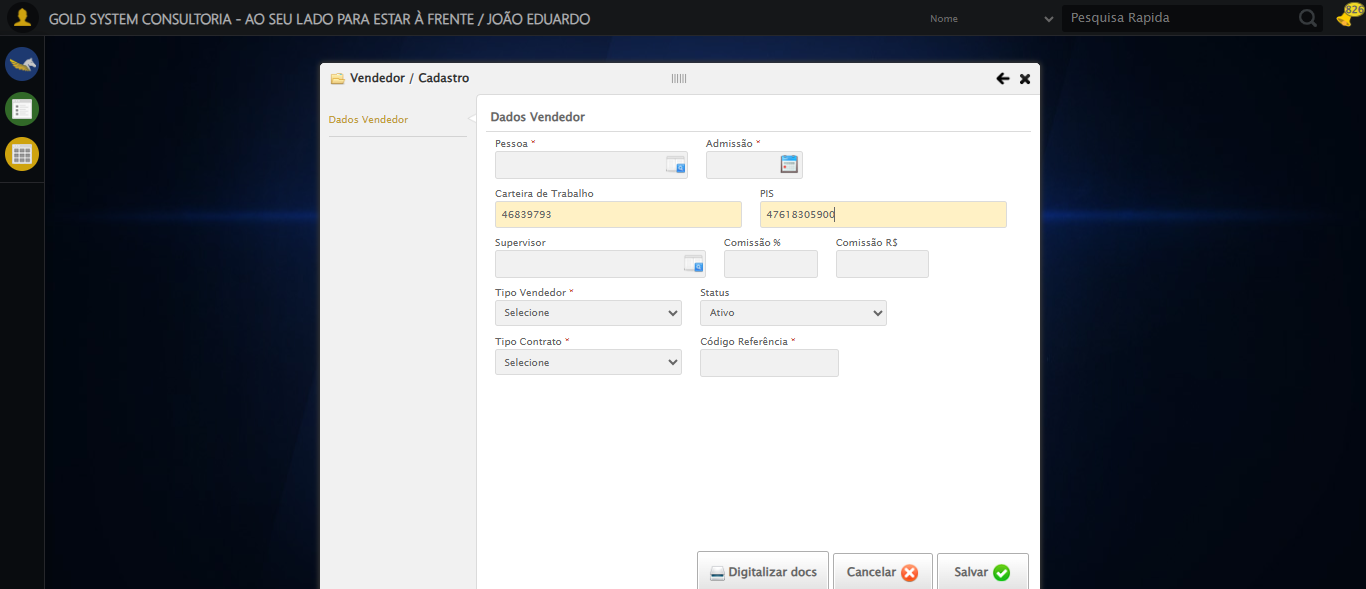 GOLD SYSTEM CONSULTORIA - AO SEU LADO PARA ESTAR À FRENTE / JOÃO EDUARDO
Nome
Pesquisa Rapida
826
Vendedor / Cadastro
Dados Vendedor
Dados Vendedor
Pessoa * Admissão *
Carteira de Trabalho PIS
46839793 47618305900
Supervisor Comissão % Comissão R$
Tipo Vendedor * Status
Selecione Ativo
Tipo Contrato * Código Referência *
Selecione
Digitalizar docs Cancelar Salvar